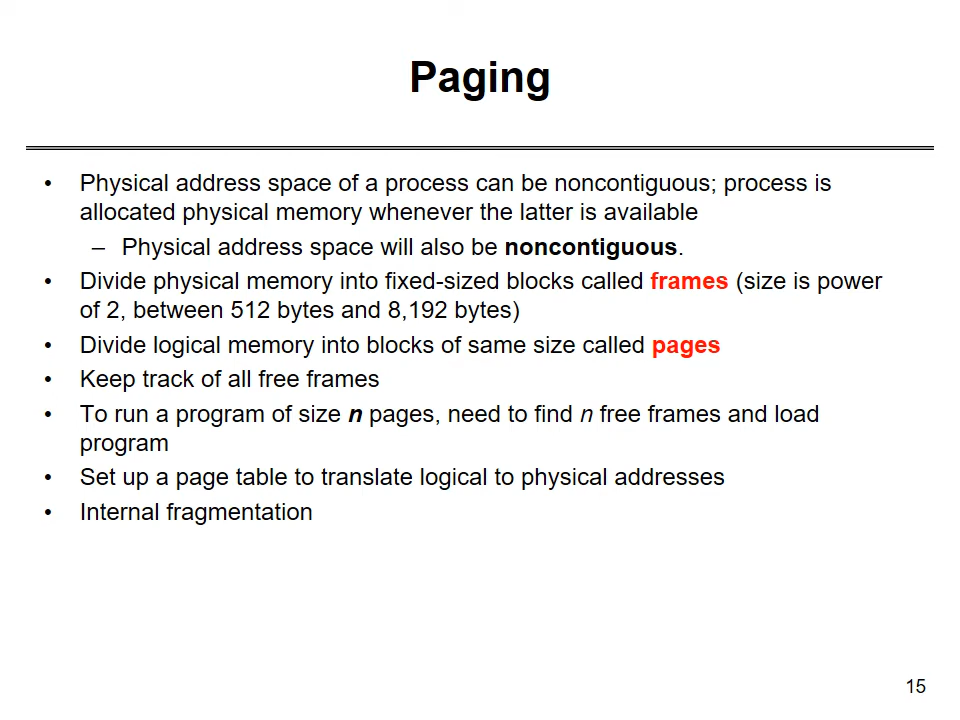 Paging
• Physical address space of a process can be noncontiguous; process is
allocated physical memory whenever the latter is available
– Physical address space will also be noncontiguous.
• Divide physical memory into fixed-sized blocks called frames (size is power
of 2, between 512 bytes and 8,192 bytes)
• Divide logical memory into blocks of same size called pages
• Keep track of all free frames
• To run a program of size n pages, need to find n free frames and load
program
• Set up a page table to translate logical to physical addresses
• Internal fragmentation
15